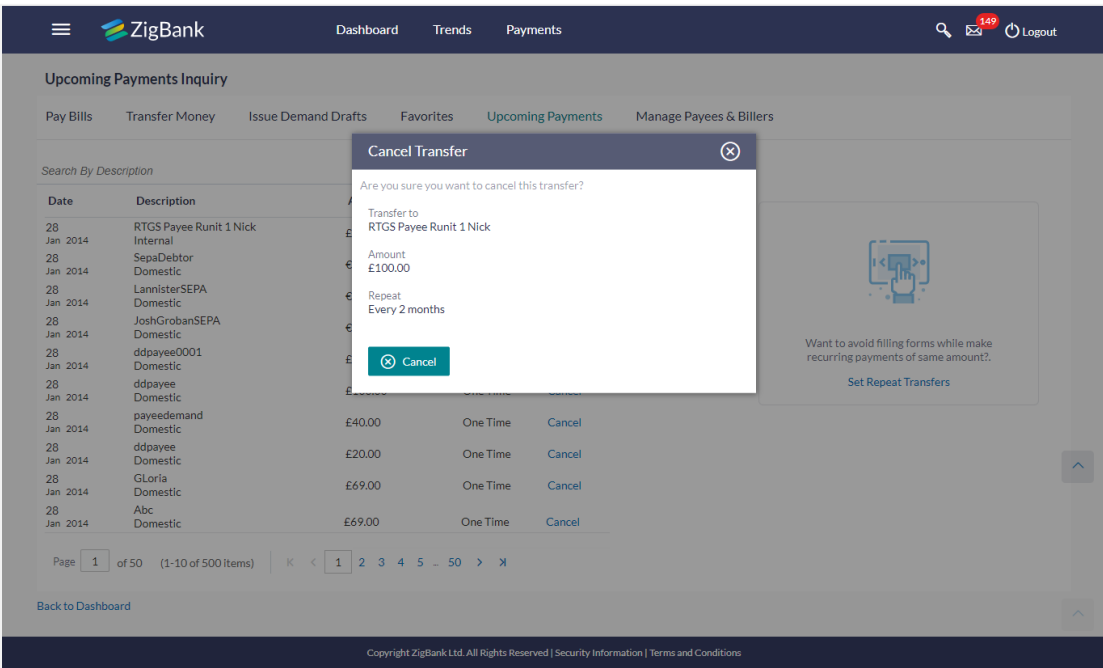 ZigBank
Dashboard Trends Payments
149
Logout
Upcoming Payments Inquiry
Pay Bills Transfer Money Issue Demand Drafts Favorites Upcoming Payments Manage Payees & Billers
Search By Description
Date Description
28 RTGS Payee Runit 1 Nick £
Jan 2014 Internal
28 SepaDebtor €
Jan 2014 Domestic
28 LannisterSEPA €
Jan 2014 Domestic
28 JoshGrobanSEPA €
Jan 2014 Domestic
28 ddpayee0001 £
Jan 2014 Domestic
28 ddpayee
Jan 2014 Domestic
28 payeedemand
Jan 2014 Domestic £40.00 One Time Cancel
28 ddpayee
Jan 2014 Domestic £20.00 One Time Cancel
28 GLoria
Jan 2014 Domestic £69.00 One Time Cancel
28 Abc
Jan 2014 Domestic £69.00 One Time Cancel
Cancel Transfer
Are you sure you want to cancel this transfer?
Transfer to
RTGS Payee Runit 1 Nick
Amount
£100.00
Repeat
Every 2 months
Cancel
Want to avoid filling forms while make
recurring payments of same amount?.
Set Repeat Transfers
Page 1 of 50 (1-10 of 500 items) K < 1 2 3 4 5 .. 50 >
Back to Dashboard
Copyright ZigBank Ltd. All Rights Reserved | Security Information | Terms and Conditions